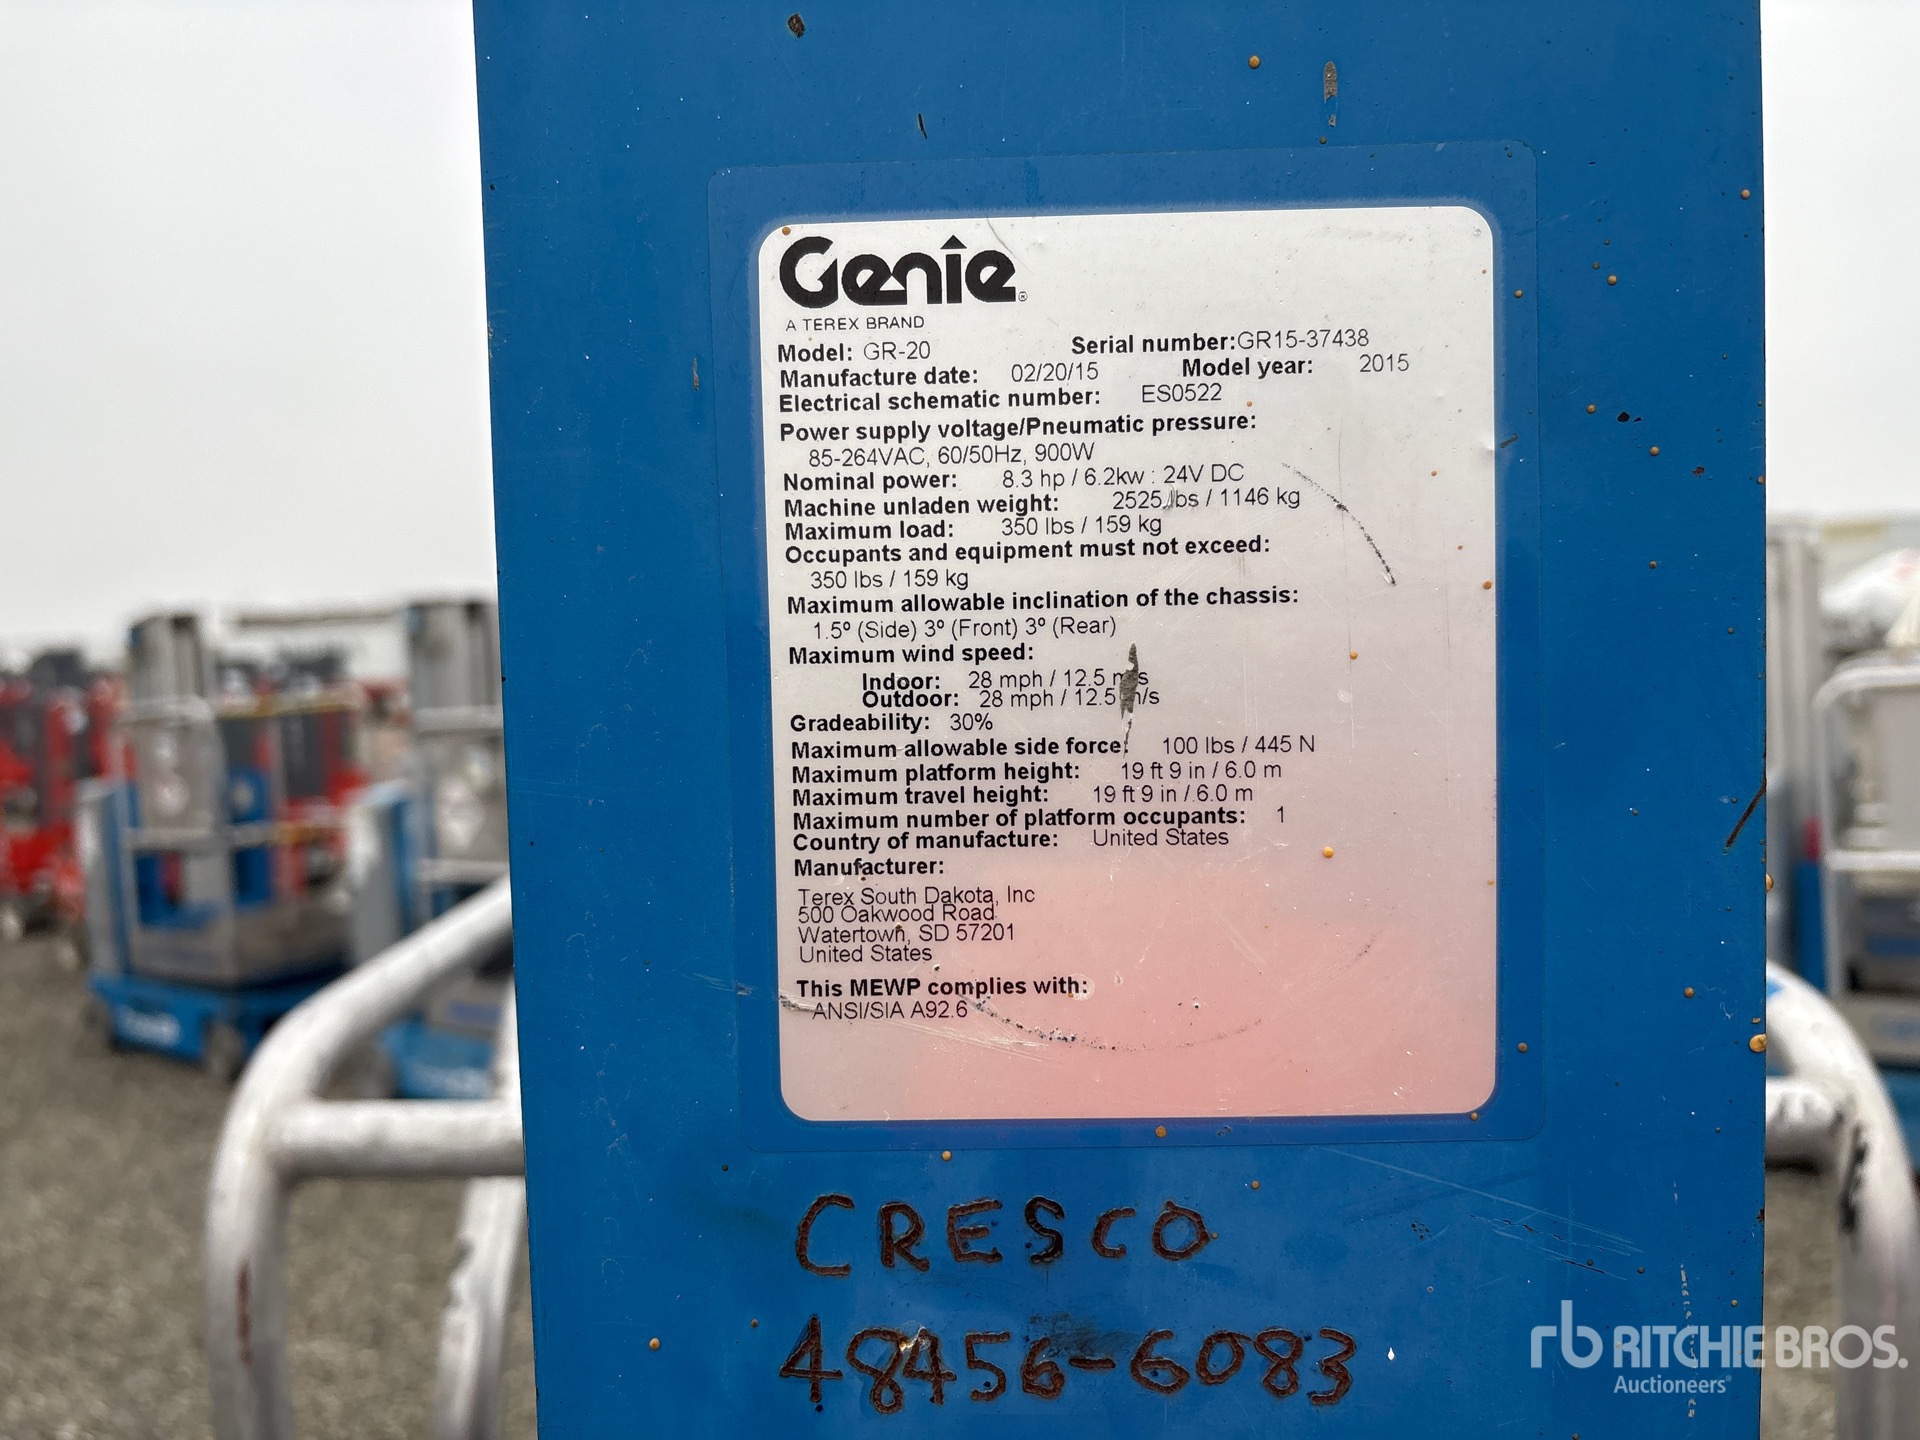 Genie®
A TEREX BRAND
Model: GR-20 Serial number:GR15-37438
Manufacture date: 02/20/15 Model year: 2015
Electrical schematic number: ES0522
Power supply voltage/Pneumatic pressure:
85-264VAC, 60/50Hz, 900W
Nominal power: 8.3 hp / 6.2kw : 24V DC
Machine unladen weight: 2525 lbs / 1146 kg
Maximum load: 350 lbs / 159 kg
Occupants and equipment must not exceed:
350 lbs / 159 kg
Maximum allowable inclination of the chassis:
1.5º (Side) 3º (Front) 3º (Rear)
Maximum wind speed:
Indoor: 28 mph / 12.5 m/s
Outdoor: 28 mph / 12.5 m/s
Gradeability: 30%
Maximum allowable side force: 100 lbs / 445 N
Maximum platform height: 19 ft 9 in / 6.0 m
Maximum travel height: 19 ft 9 in / 6.0 m
Maximum number of platform occupants: 1
Country of manufacture: United States
Manufacturer:
Terex South Dakota, Inc
500 Oakwood Road
Watertown, SD 57201
United States
This MEWP complies with:
ANSI/SIA A92.6
CRESCO
48456-6083
rb RITCHIE BROS.
Auctioneers®